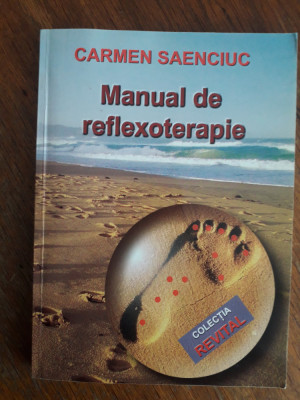 CARMEN SAENCIUC
Manual de
reflexoterapie
COLECȚIA
REVITAL